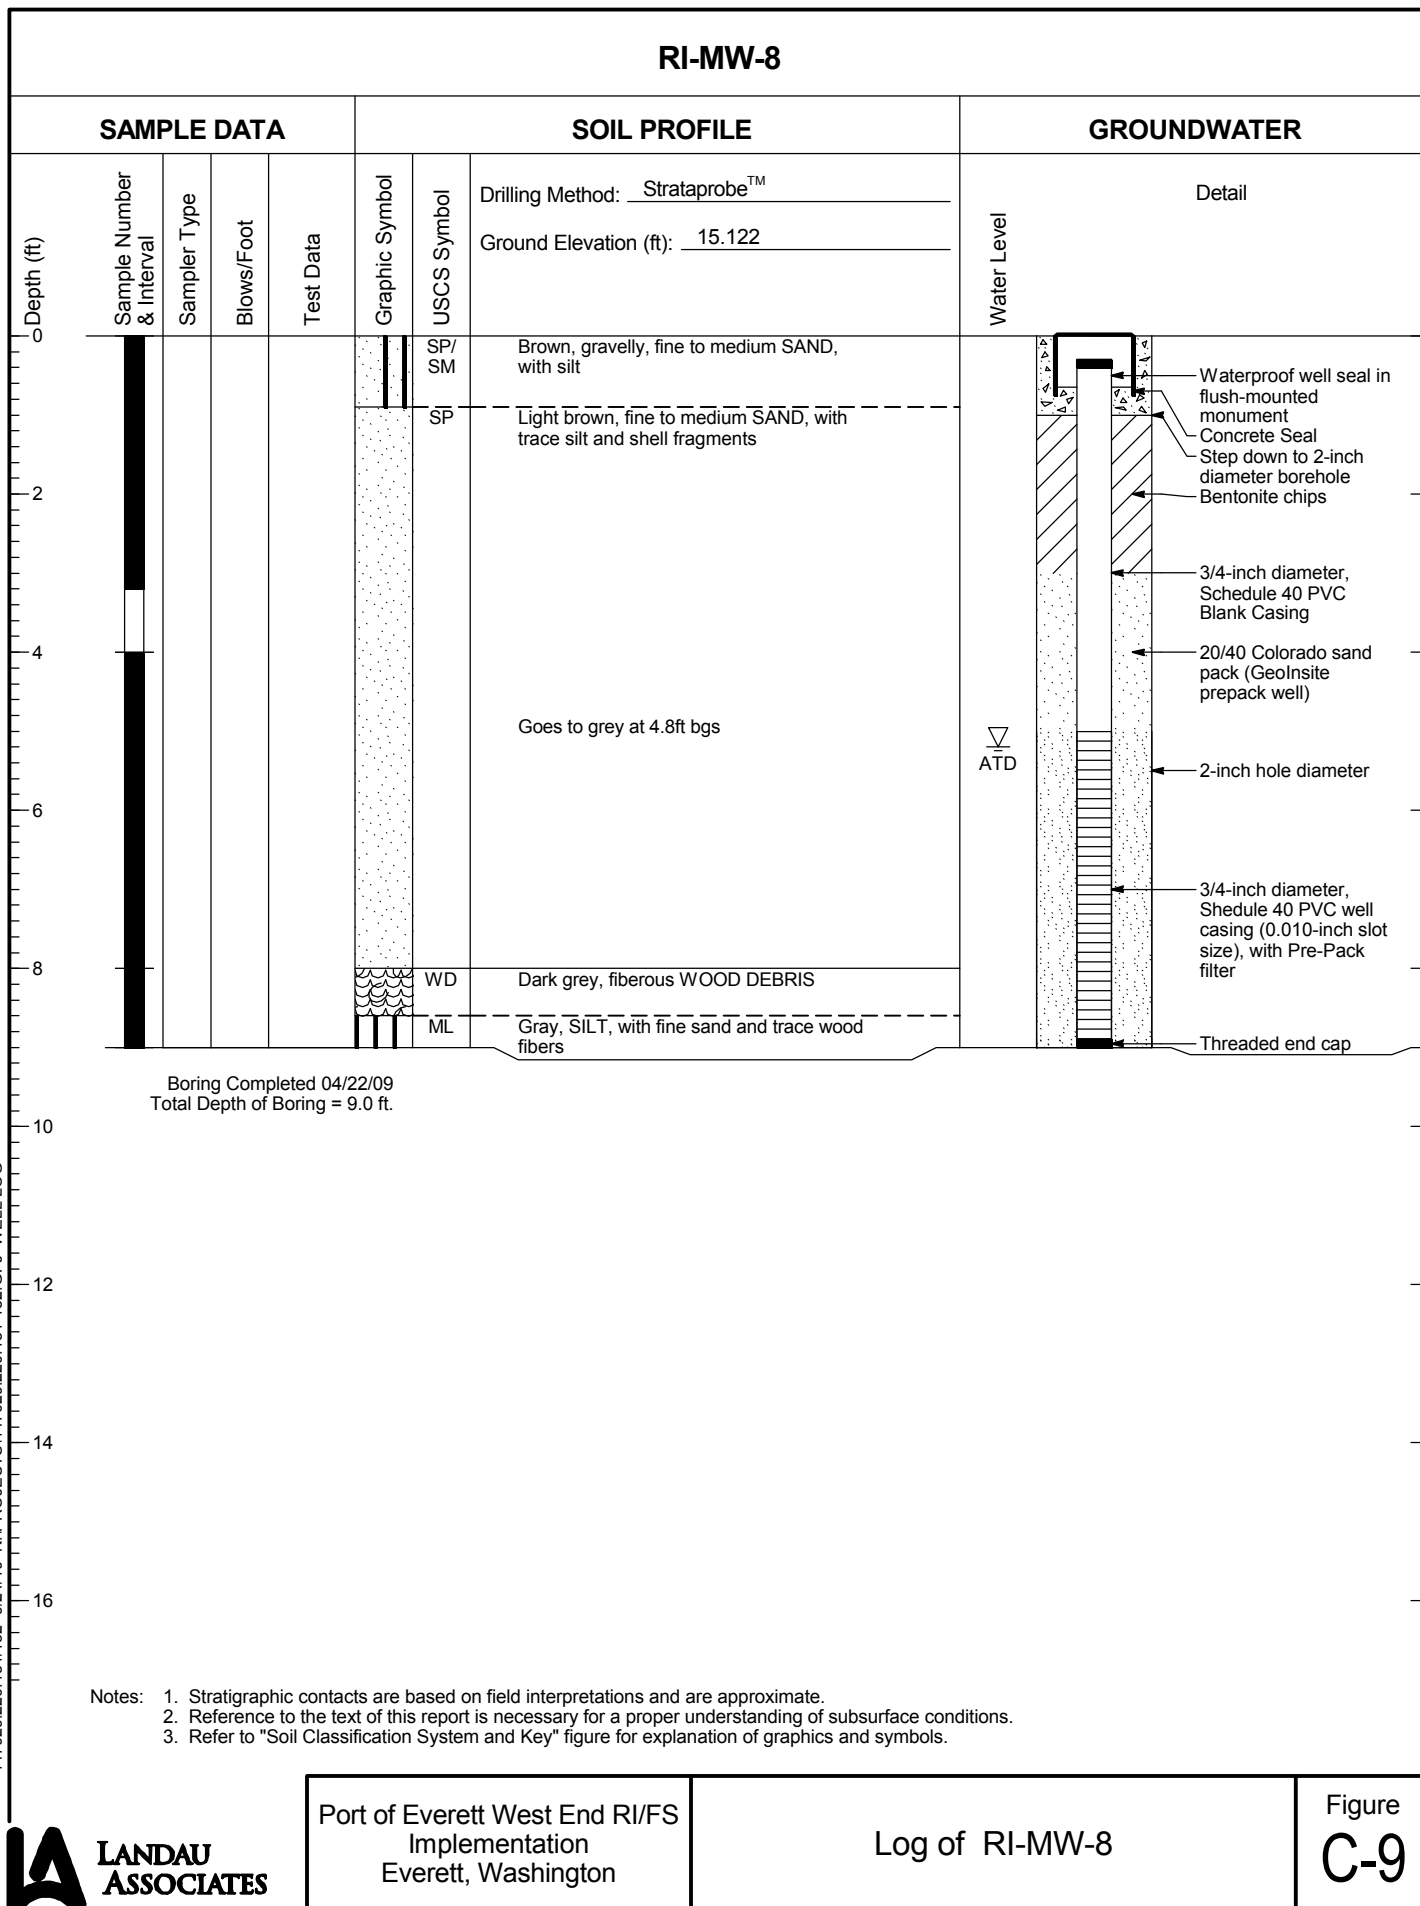 RI-MW-8
SAMPLE DATA
SOIL PROFILE
GROUNDWATER
Depth (ft)
Sample Number
& Interval
Sampler Type
Blows/Foot
Test Data
Graphic Symbol
USCS Symbol
Drilling Method: Strataprobe™
Ground Elevation (ft): 15.122
Water Level
Detail
0
2
4
6
8
10
12
14
16
SP/
SM
Brown, gravelly, fine to medium SAND,
with silt
SP
Light brown, fine to medium SAND, with
trace silt and shell fragments
Goes to grey at 4.8ft bgs
WD
Dark grey, fiberous WOOD DEBRIS
ML
Gray, SILT, with fine sand and trace wood
fibers
ATD
Waterproof well seal in
flush-mounted
monument
Concrete Seal
Step down to 2-inch
diameter borehole
Bentonite chips
3/4-inch diameter,
Schedule 40 PVC
Blank Casing
20/40 Colorado sand
pack (GeoInsite
prepack well)
2-inch hole diameter
3/4-inch diameter,
Shedule 40 PVC well
casing (0.010-inch slot
size), with Pre-Pack
filter
Threaded end cap
Boring Completed 04/22/09
Total Depth of Boring = 9.0 ft.
Notes: 1. Stratigraphic contacts are based on field interpretations and are approximate.
2. Reference to the text of this report is necessary for a proper understanding of subsurface conditions.
3. Refer to "Soil Classification System and Key" figure for explanation of graphics and symbols.
LANDAU
ASSOCIATES
Port of Everett West End RI/FS
Implementation
Everett, Washington
Log of RI-MW-8
Figure
C-9